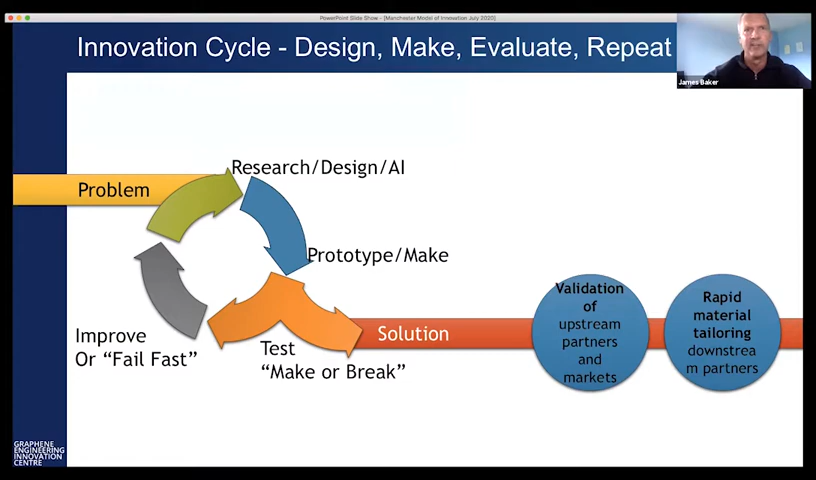 PowerPoint Slide Show - [Manchester Model of Innovation July 2020]
Innovation Cycle - Design, Make, Evaluate, Repeat
James Baker
Research/Design/AI
Problem
Prototype/Make
Validation
of
upstream
partners
and
markets
Rapid
material
tailoring
downstrea
m partners
Solution
Improve
Or “Fail Fast”
Test
“Make or Break”
GRAPHENE
ENGINEERING
INNOVATION
CENTRE